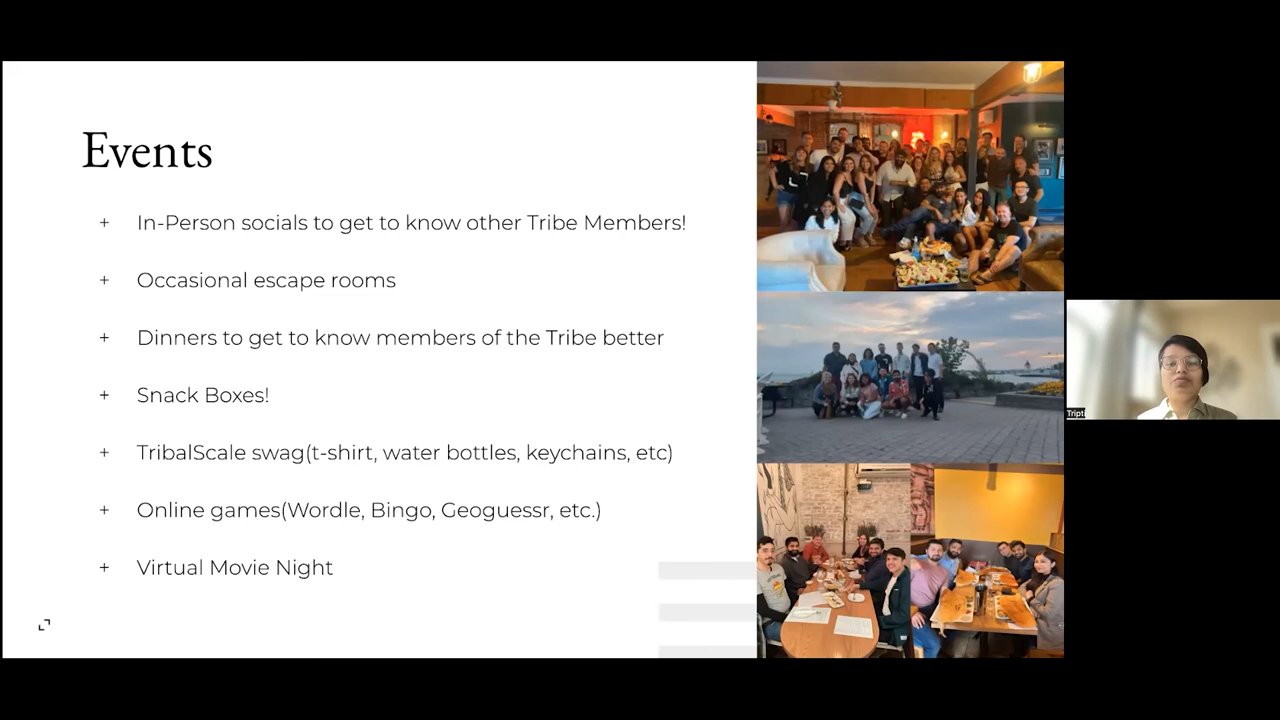 Events
+ In-Person socials to get to know other Tribe Members!
+ Occasional escape rooms
+ Dinners to get to know members of the Tribe better
+ Snack Boxes!
+ TribalScale swag(t-shirt, water bottles, keychains, etc)
+ Online games(Wordle, Bingo, Geoguessr, etc.)
+ Virtual Movie Night
Tripti